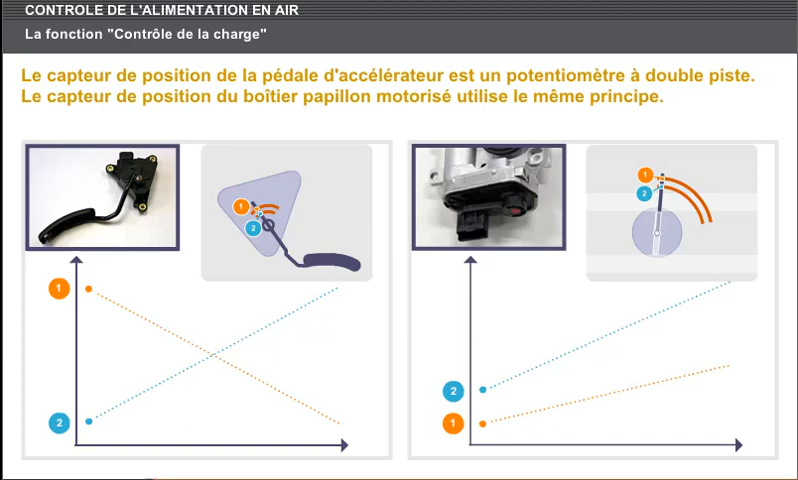 CONTROLE DE L'ALIMENTATION EN AIR
La fonction "Contrôle de la charge"
Le capteur de position de la pédale d'accélérateur est un potentiomètre à double piste.
Le capteur de position du boîtier papillon motorisé utilise le même principe.
1
2
1
2
1
2
2
1